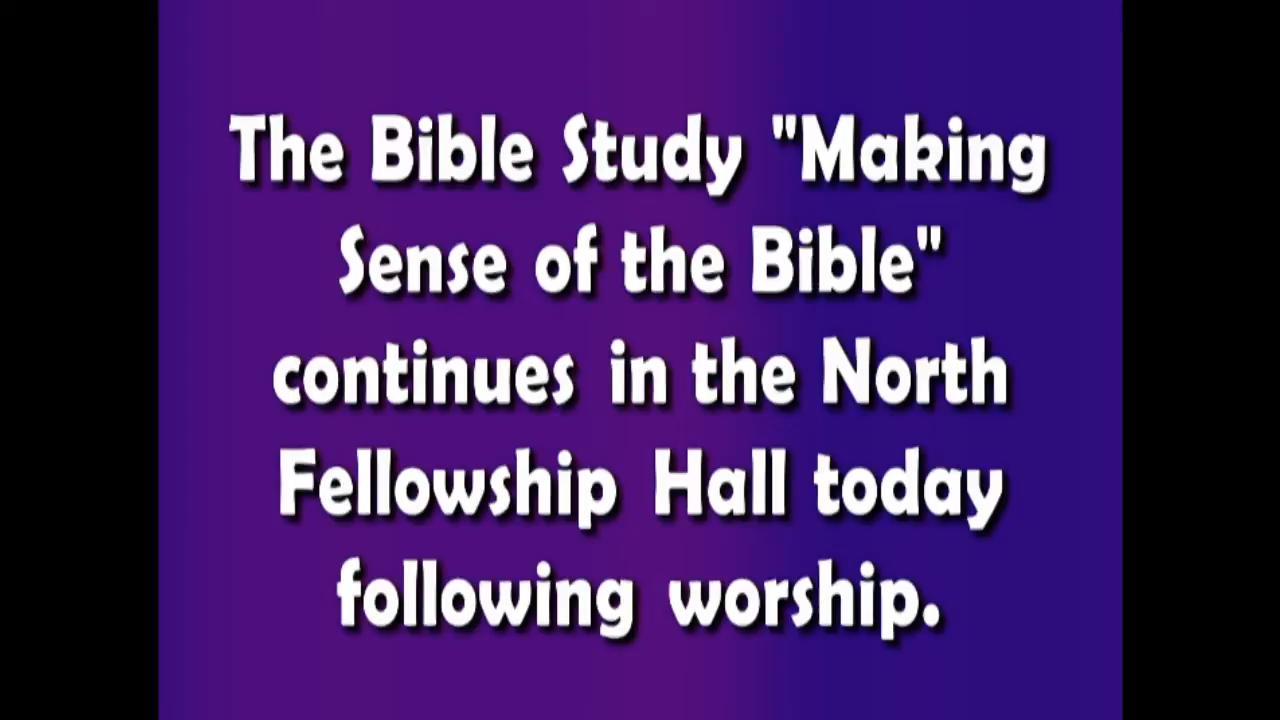 The Bible Study "Making
Sense of the Bible"
continues in the North
Fellowship Hall today
following worship.